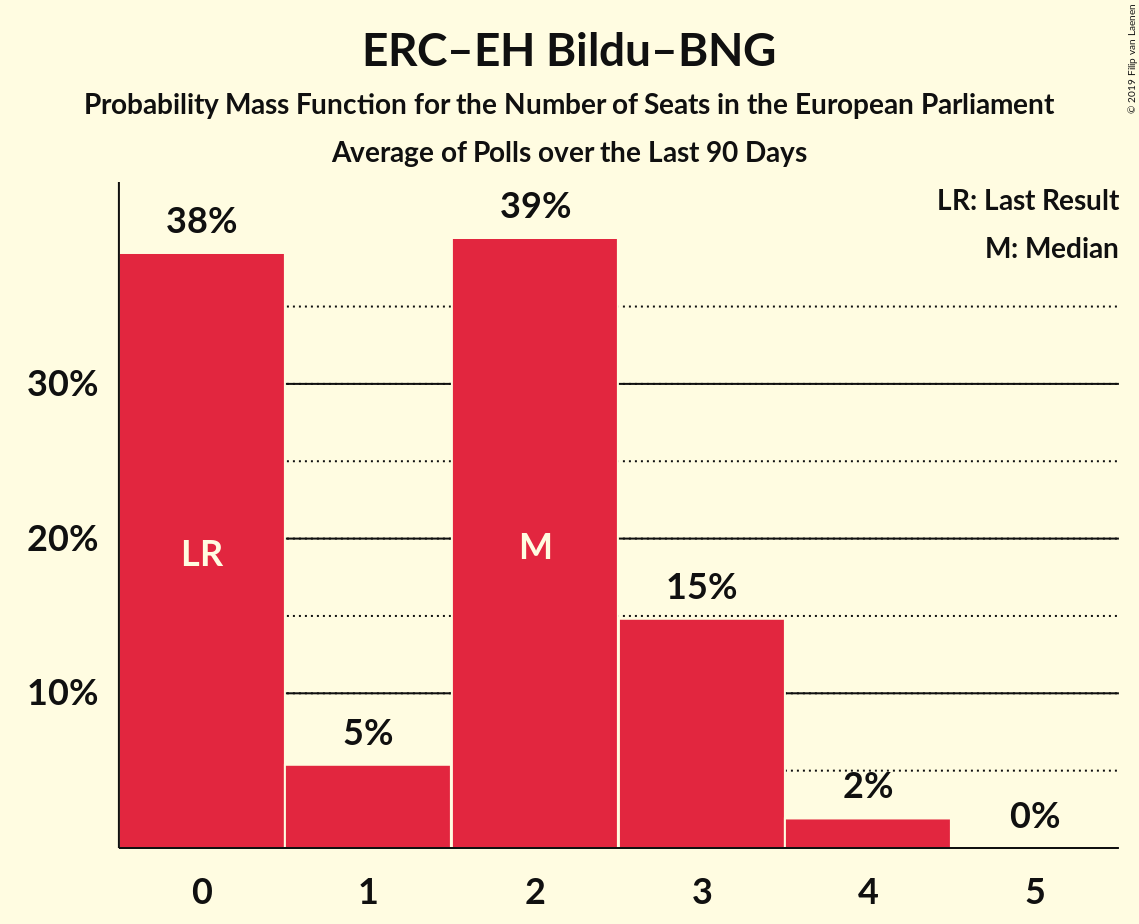 ERC–EH Bildu–BNG
Probability Mass Function for the Number of Seats in the European Parliament
Average of Polls over the Last 90 Days
© 2019 Filip van Laenen
LR: Last Result
M: Median
38%
5%
39%
15%
2%
0%
30%
20%
10%
LR
M
0
1
2
3
4
5